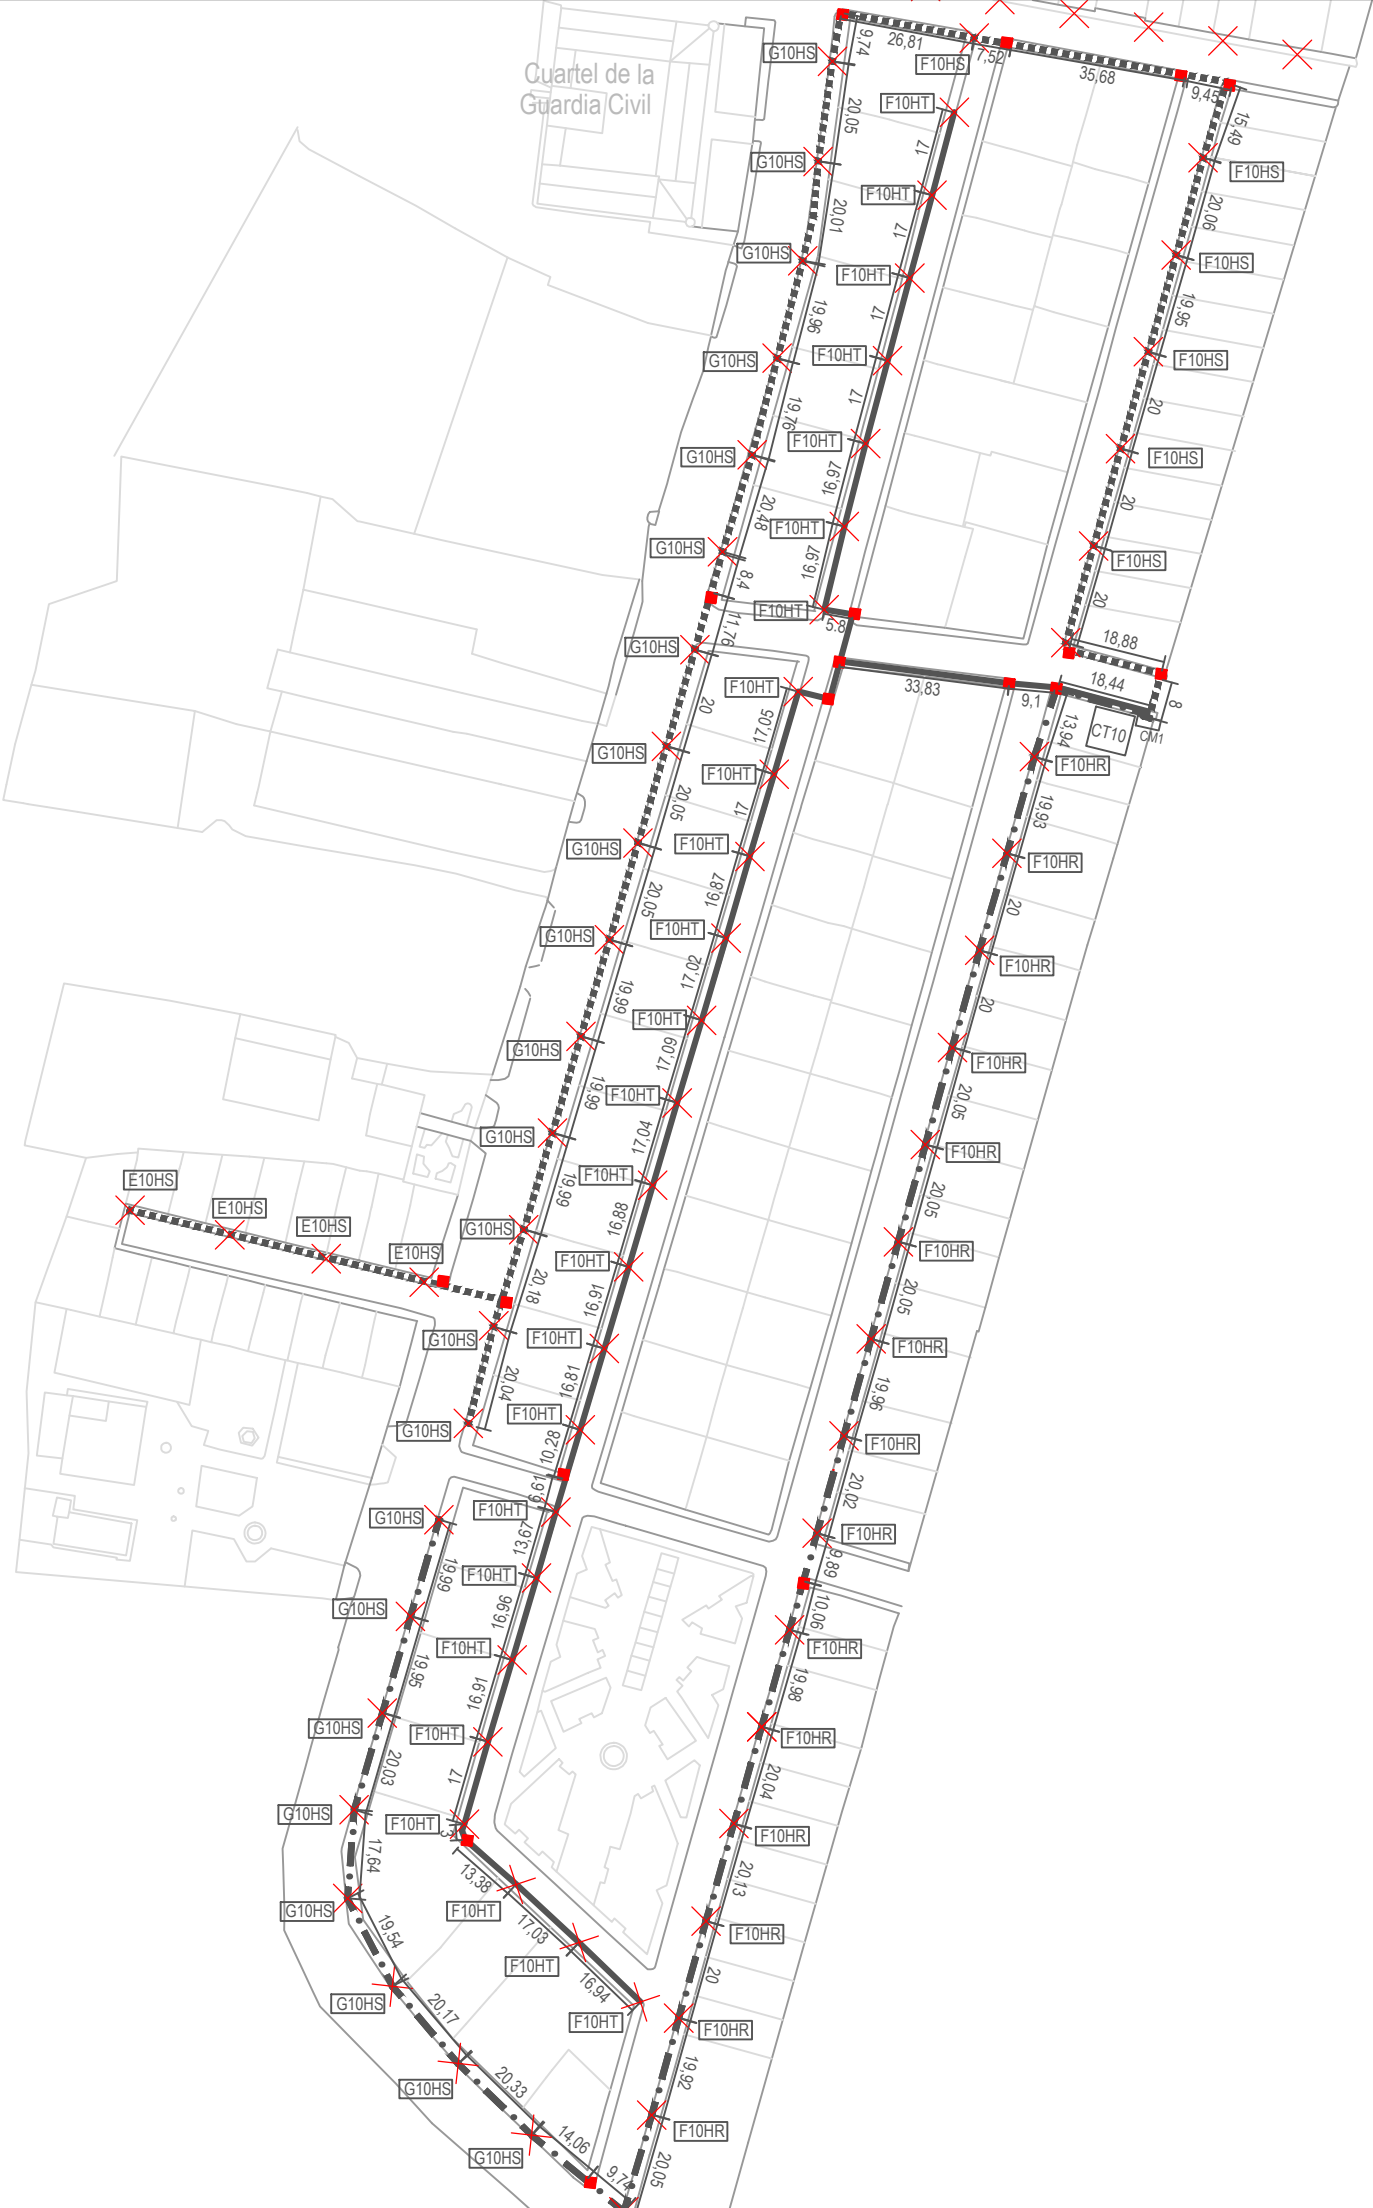 Cuartel de la
Guardia Civil
G10HS
9,74
26,81
F10HS
7,52
35,68
9,45
15,49
F10HT
20,05
17
G10HS
F10HS
F10HT
20,01
17
20,06
G10HS
F10HT
F10HS
19,96
17
19,95
G10HS
F10HT
F10HS
19,76
17
20
G10HS
F10HT
F10HS
20,48
16,97
20
G10HS
F10HT
F10HS
8,4
16,97
20
F10HT
5.8
11,76
G10HS
18,88
F10HT
33,83
9,1
18,44
8
20
17,05
13,94
CT10
CM1
G10HS
F10HT
F10HR
20,05
17
19,93
G10HS
F10HT
F10HR
20,05
16,87
20
G10HS
F10HT
F10HR
19,99
17,02
20
G10HS
F10HT
F10HR
19,99
17,09
20,05
G10HS
F10HT
F10HR
19,99
17,04
20,05
E10HS
E10HS
E10HS
E10HS
G10HS
F10HT
F10HR
20,18
16,88
20,05
G10HS
F10HT
F10HR
20,04
16,91
19,96
G10HS
F10HT
F10HR
16,81
20,02
F10HT
10,28
F10HR
6,61
9,89
G10HS
F10HT
19,99
13,67
10,06
G10HS
F10HT
F10HR
19,95
16,96
19,98
G10HS
F10HT
F10HR
20,03
16,91
20,04
G10HS
F10HT
F10HR
17,64
17
20,13
F10HT
3
13,38
G10HS
F10HT
F10HR
19,54
17,03
20
G10HS
F10HT
F10HR
20,17
16,94
19,92
G10HS
F10HT
F10HR
20,33
20,05
G10HS
14,06
9,74